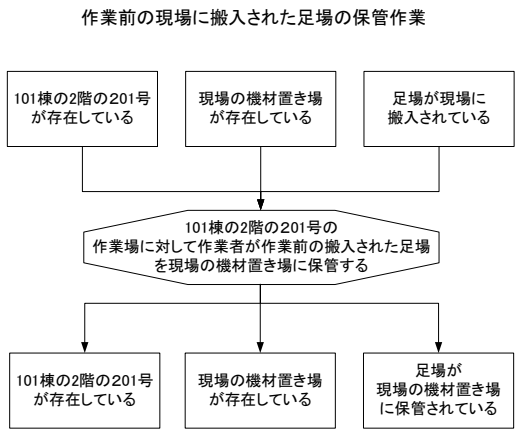 作業前の現場に搬入された足場の保管作業
101棟の2階の201号
が存在している
現場の機材置き場
が存在している
足場が現場に
搬入されている
101棟の2階の201号の
作業場に対して作業者が作業前の搬入された足場
を現場の機材置き場に保管する
101棟の2階の201号
が存在している
現場の機材置き場
が存在している
足場が
現場の機材置き場
に保管されている